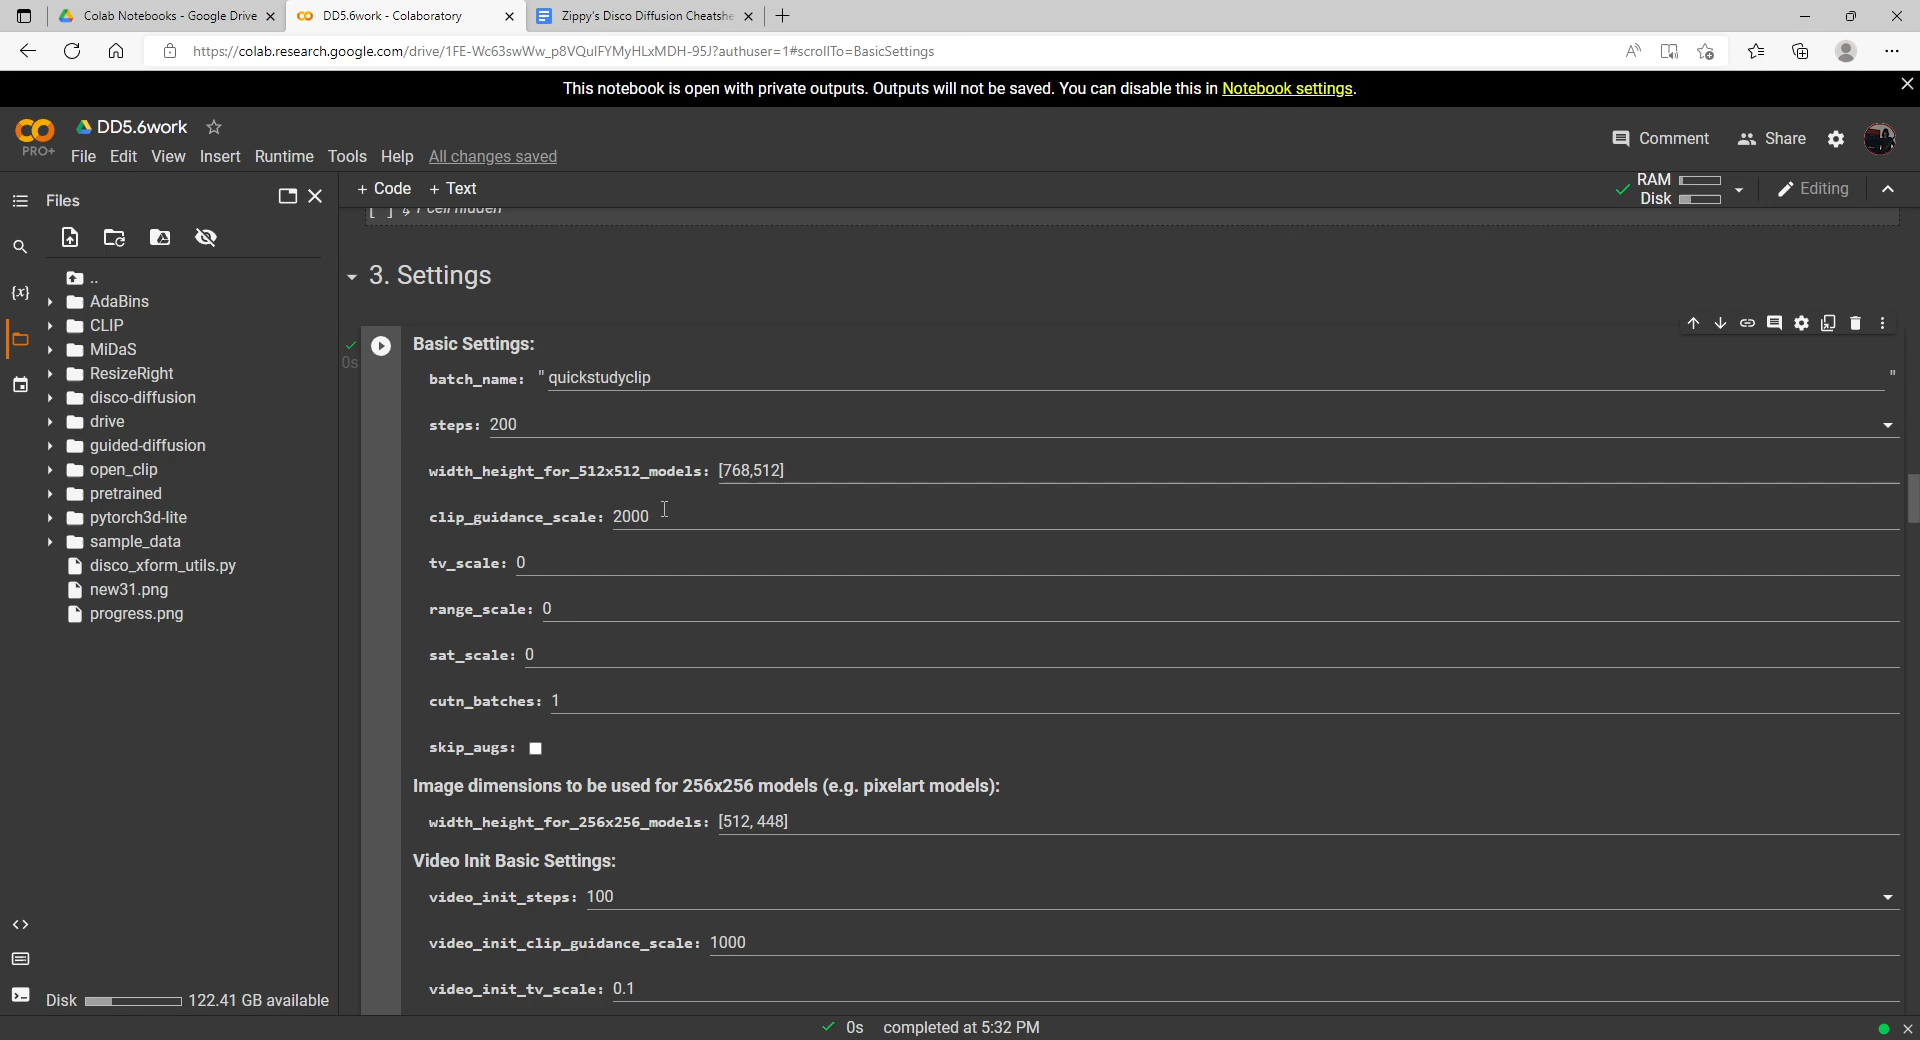 Colab Notebooks - Google Drive
DD5.6work - Colaboratory
Zippy's Disco Diffusion Cheatshe
https://colab.research.google.com/drive/1FE-Wc63swWw_p8VQuIFYMyHLxMDH-95J?authuser=1#scrollTo=BasicSettings
This notebook is open with private outputs. Outputs will not be saved. You can disable this in Notebook settings.
PRO+
DD5.6work
File Edit View Insert Runtime Tools Help All changes saved
Comment Share
Files
+ Code + Text
RAM
Disk
Editing
[ ] ↳ 1 cell hidden
..
AdaBins
CLIP
MiDaS
ResizeRight
disco-diffusion
drive
guided-diffusion
open_clip
pretrained
pytorch3d-lite
sample_data
disco_xform_utils.py
new31.png
progress.png
Disk 122.41 GB available
3. Settings
0s
Basic Settings:
batch_name: " quickstudyclip "
steps: 200
width_height_for_512x512_models: [768,512]
clip_guidance_scale: 2000
tv_scale: 0
range_scale: 0
sat_scale: 0
cutn_batches: 1
skip_augs:
Image dimensions to be used for 256x256 models (e.g. pixelart models):
width_height_for_256x256_models: [512, 448]
Video Init Basic Settings:
video_init_steps: 100
video_init_clip_guidance_scale: 1000
video_init_tv_scale: 0.1
0s completed at 5:32 PM